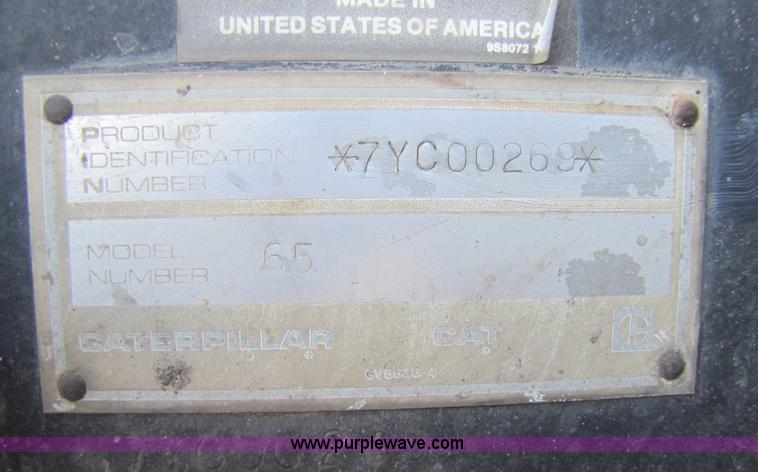 MADE IN
UNITED STATES OF AMERICA
9S8072 1
PRODUCT
IDENTIFICATION
NUMBER
*7YC00269*
MODEL
NUMBER
65
CATERPILLAR® CAT®
www.purplewave.com